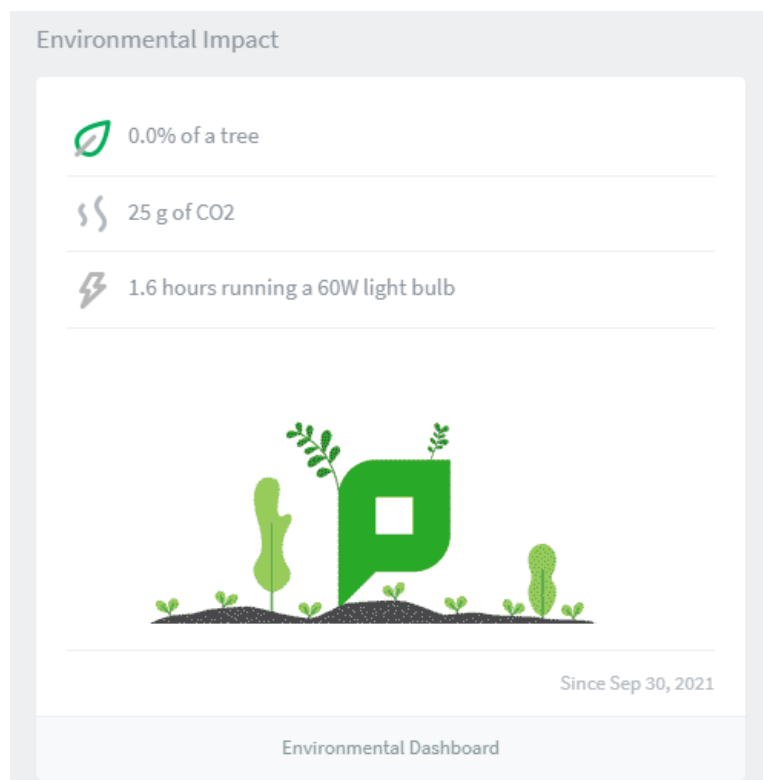 Environmental Impact
0.0% of a tree
25 g of CO2
1.6 hours running a 60W light bulb
Since Sep 30, 2021
Environmental Dashboard